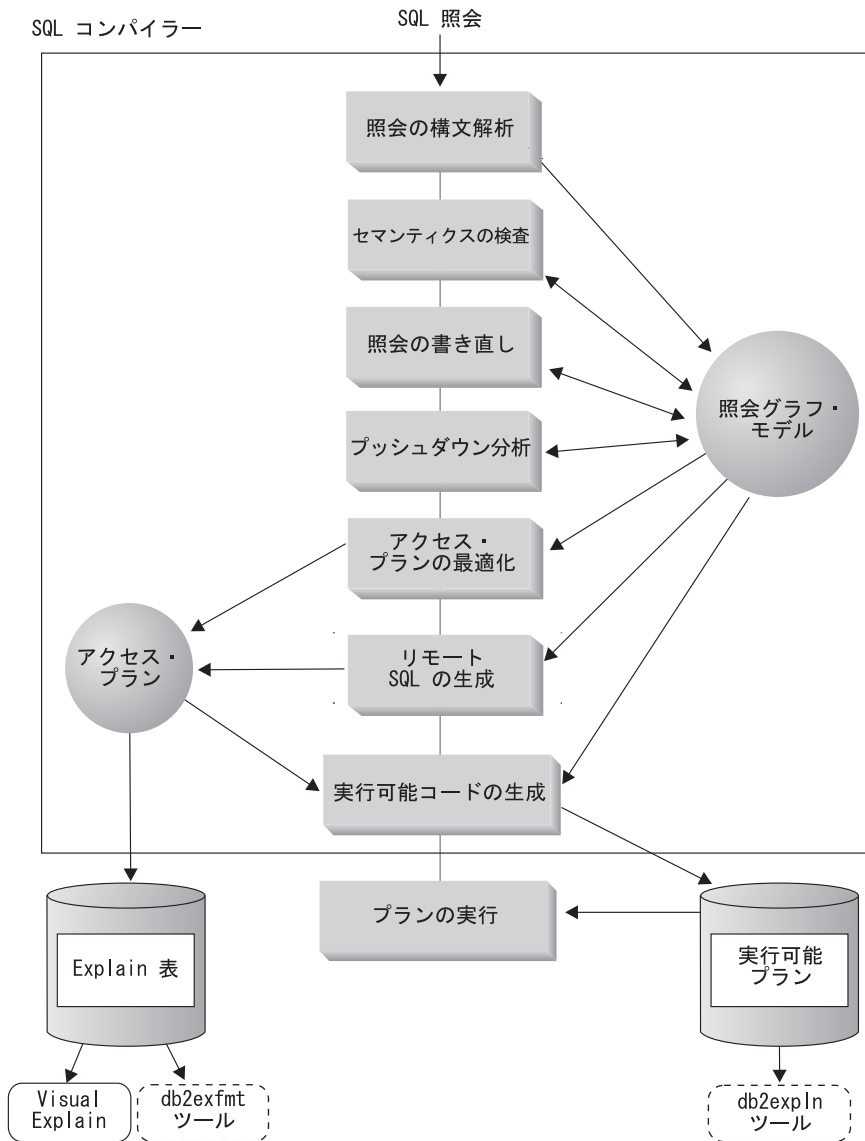 SQL コンパイラー
SQL 照会
照会の構文解析
セマンティクスの検査
照会の書き直し
照会グラフ・
モデル
プッシュダウン分析
アクセス・
プランの最適化
アクセス・
プラン
リモート
SQL の生成
実行可能コードの生成
プランの実行
Explain 表
実行可能
プラン
Visual
Explain
db2exfmt
ツール
db2expln
ツール